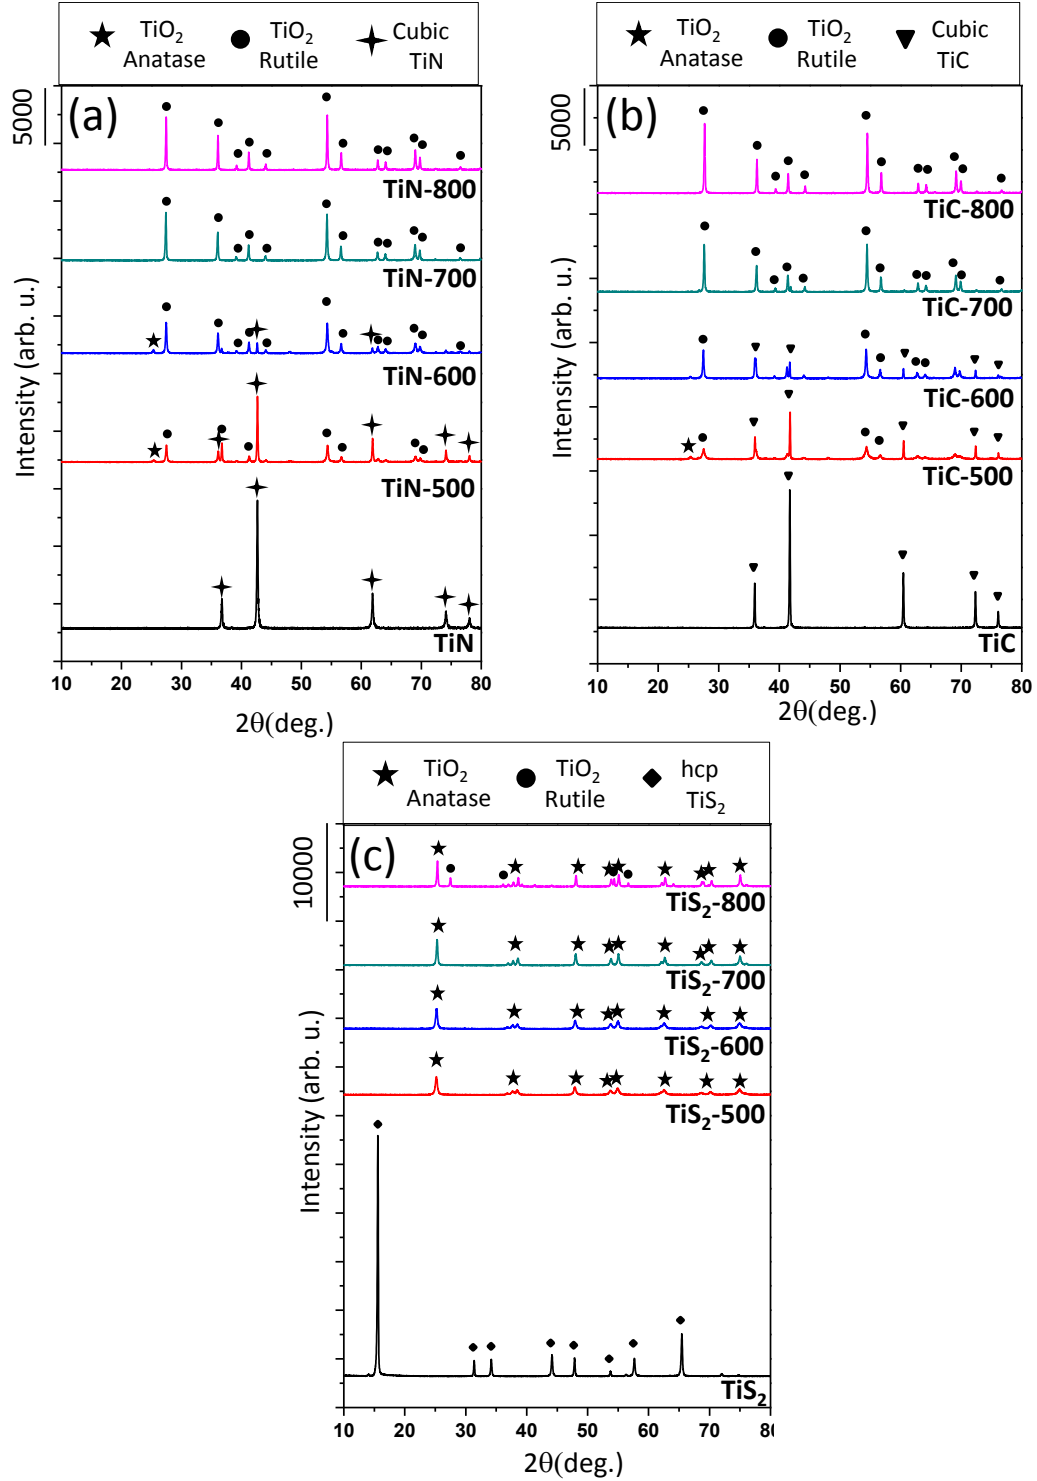 TiO₂ Anatase
TiO₂ Rutile
Cubic TiN
5000
(a)
TiN-800
TiN-700
TiN-600
TiN-500
TiN
Intensity (arb. u.)
10 20 30 40 50 60 70 80
2θ(deg.)
TiO₂ Anatase
TiO₂ Rutile
Cubic TiC
5000
(b)
TiC-800
TiC-700
TiC-600
TiC-500
TiC
Intensity (arb. u.)
10 20 30 40 50 60 70 80
2θ(deg.)
TiO₂ Anatase
TiO₂ Rutile
hcp TiS₂
10000
(c)
TiS₂-800
TiS₂-700
TiS₂-600
TiS₂-500
TiS₂
Intensity (arb. u.)
10 20 30 40 50 60 70 80
2θ(deg.)